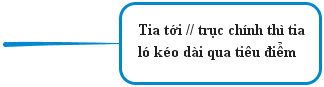 Tia tới // trục chính thì tia
ló kéo dài qua tiêu điểm